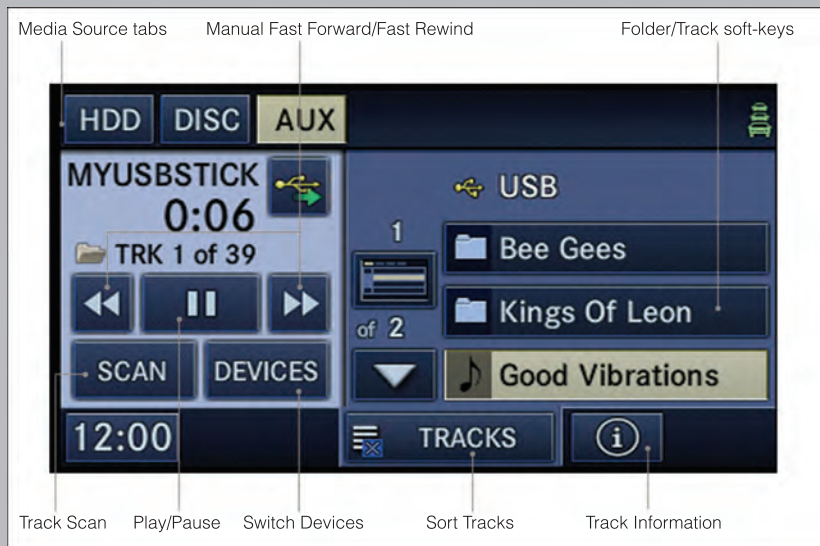 Media Source tabs
Manual Fast Forward/Fast Rewind
Folder/Track soft-keys
HDD
DISC
AUX
MYUSBSTICK
0:06
TRK 1 of 39
SCAN
DEVICES
12:00
USB
1
of 2
Bee Gees
Kings Of Leon
Good Vibrations
TRACKS
i
Track Scan
Play/Pause
Switch Devices
Sort Tracks
Track Information